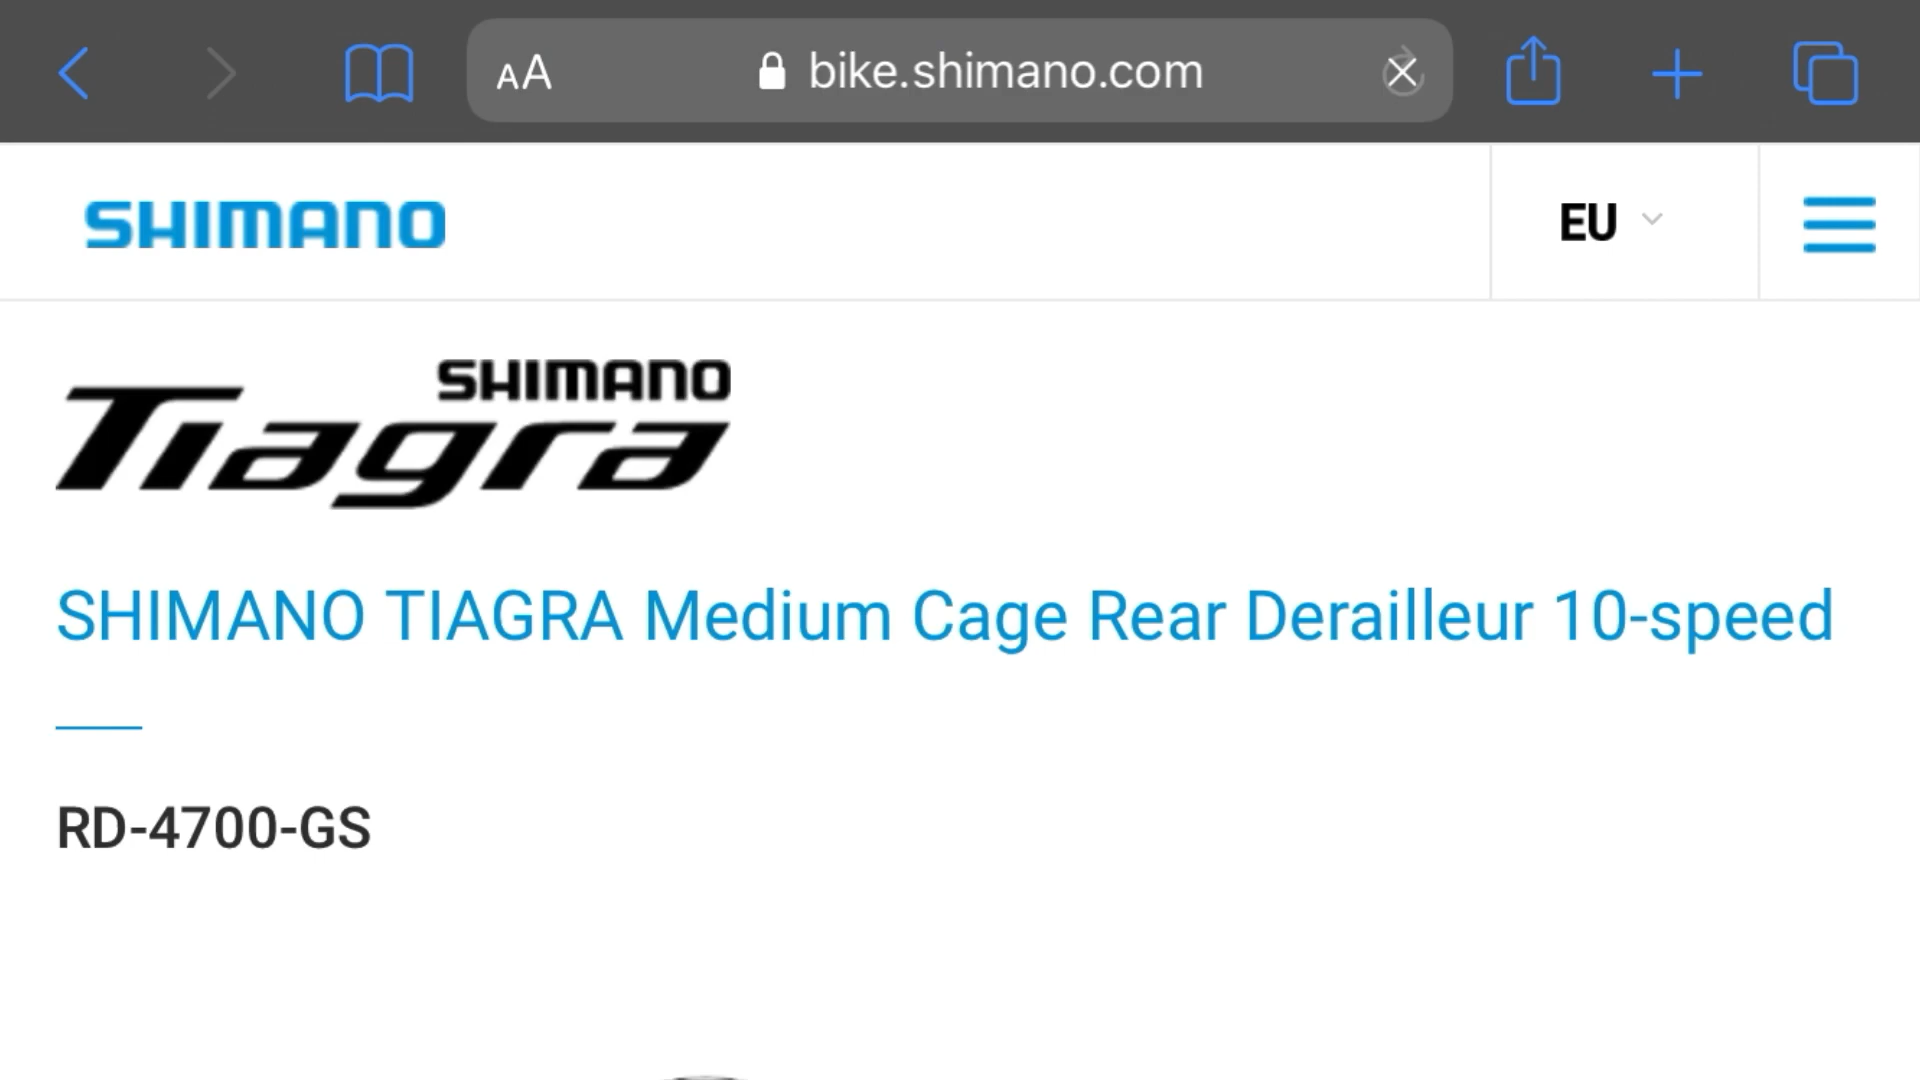 AA
bike.shimano.com
SHIMANO
EU
SHIMANO
Tiagra
SHIMANO TIAGRA Medium Cage Rear Derailleur 10-speed
RD-4700-GS